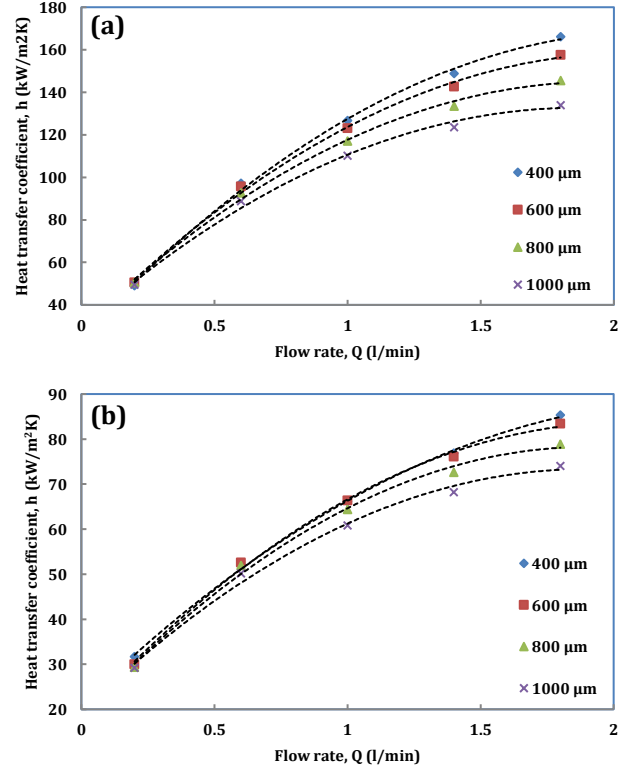 (a)
Heat transfer coefficient, h (kW/m2K)
160
140
120
100
80
60
40
0
0.5
1
1.5
2
Flow rate, Q (l/min)
400 µm
600 µm
800 µm
1000 µm
(b)
Heat transfer coefficient, h (kW/m²K)
90
80
70
60
50
40
30
20
0
0.5
1
1.5
2
Flow rate, Q (l/min)
400 µm
600 µm
800 µm
1000 µm